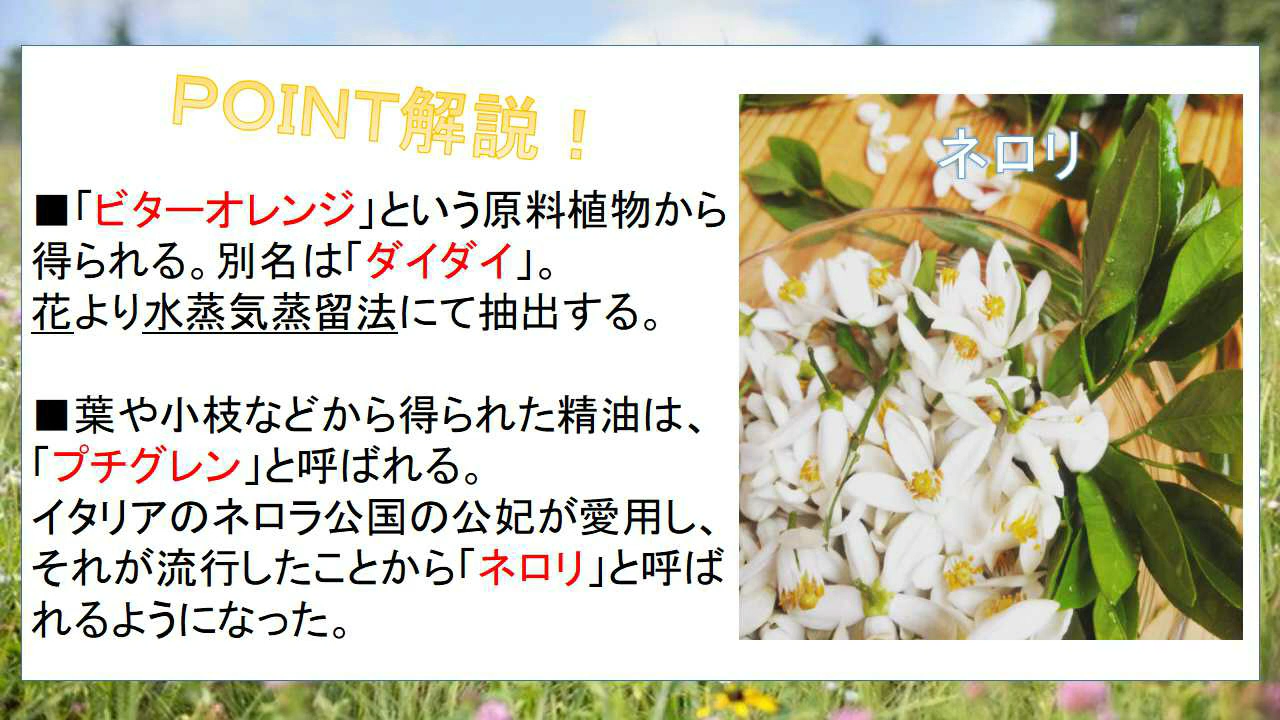 POINT解説！
ネロリ
■「ビターオレンジ」という原料植物から
得られる。別名は「ダイダイ」。
花より水蒸気蒸留法にて抽出する。
■葉や小枝などから得られた精油は、
「プチグレン」と呼ばれる。
イタリアのネロラ公国の公妃が愛用し、
それが流行したことから「ネロリ」と呼ば
れるようになった。